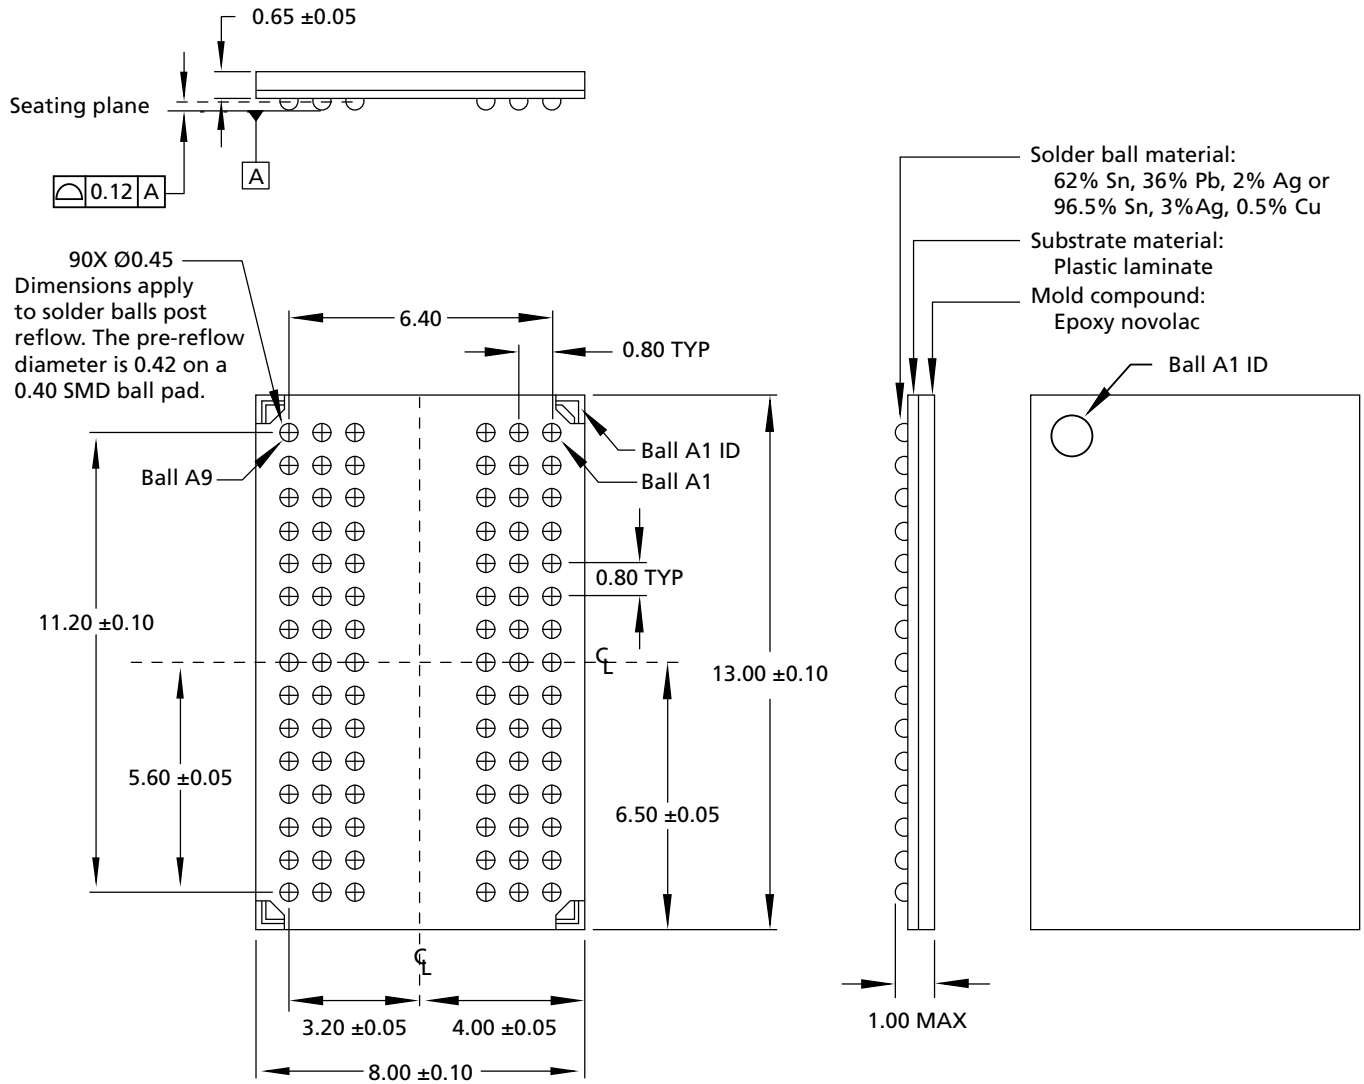 0.65 ±0.05
Seating plane
A
0.12 A
Solder ball material:
62% Sn, 36% Pb, 2% Ag or
96.5% Sn, 3%Ag, 0.5% Cu
Substrate material:
Plastic laminate
Mold compound:
Epoxy novolac
90X Ø0.45
Dimensions apply
to solder balls post
reflow. The pre-reflow
diameter is 0.42 on a
0.40 SMD ball pad.
6.40
0.80 TYP
Ball A1 ID
Ball A1 ID
Ball A9
Ball A1
0.80 TYP
11.20 ±0.10
CL
13.00 ±0.10
5.60 ±0.05
6.50 ±0.05
CL
3.20 ±0.05
4.00 ±0.05
1.00 MAX
8.00 ±0.10